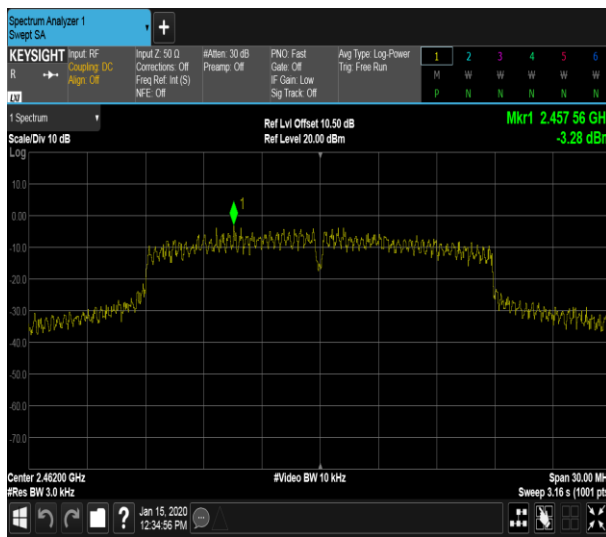 Spectrum Analyzer 1
Swept SA
+
KEYSIGHT Input: RF Input Z: 50 Ω #Atten: 30 dB PNO: Fast Avg Type: Log-Power 1 2 3 4 5 6
R Coupling: DC Corrections: Off Preamp: Off Gate: Off Trig: Free Run M W W W W W
Align: Off Freq Ref: Int (S) IF Gain: Low P N N N N N
LXI NFE: Off Sig Track: Off
1 Spectrum Ref Lvl Offset 10.50 dB Mkr1 2.457 56 GH
Scale/Div 10 dB Ref Level 20.00 dBm -3.28 dBr
Log
10.0
1
0.00
-10.0
-20.0
-30.0
-40.0
-50.0
-60.0
-70.0
Center 2.46200 GHz #Video BW 10 kHz Span 30.00 MH
#Res BW 3.0 kHz Sweep 3.16 s (1001 pts
? Jan 15, 2020
12:34:56 PM